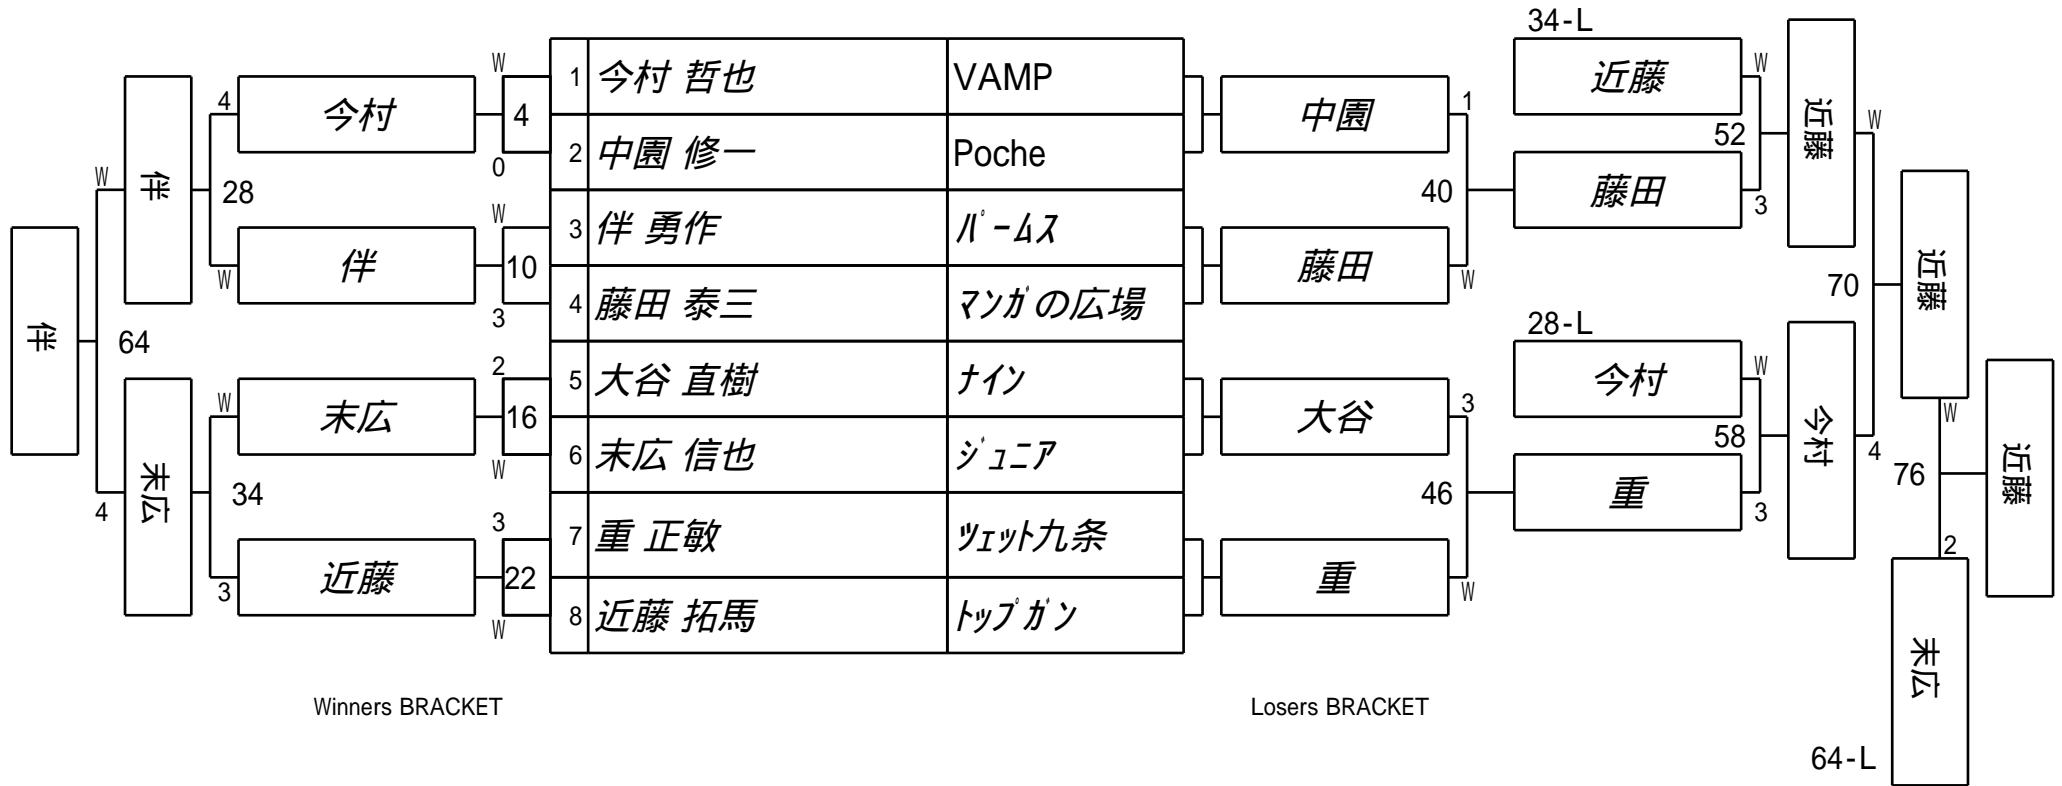 34-L
W
1 今村 哲也 VAMP
近藤
W
4
今村
4
中園
1
近藤
W
52
2 中園 修一 Poche
0
W
伴
28
40
藤田
3
W
3 伴 勇作 パームス
近藤
W
伴
10
藤田
W
70
4 藤田 泰三 マンガの広場
3
28-L
伴
64
2
5 大谷 直樹 ナイン
今村
W
W
末広
16
大谷
3
今村
58
4
W
6 末広 信也 ジュニア
近藤
76
末広
34
46
重
3
4
3
7 重 正敏 ツェット九条
2
3
近藤
22
重
W
W
8 近藤 拓馬 トップガン
末広
Winners BRACKET
Losers BRACKET
64-L